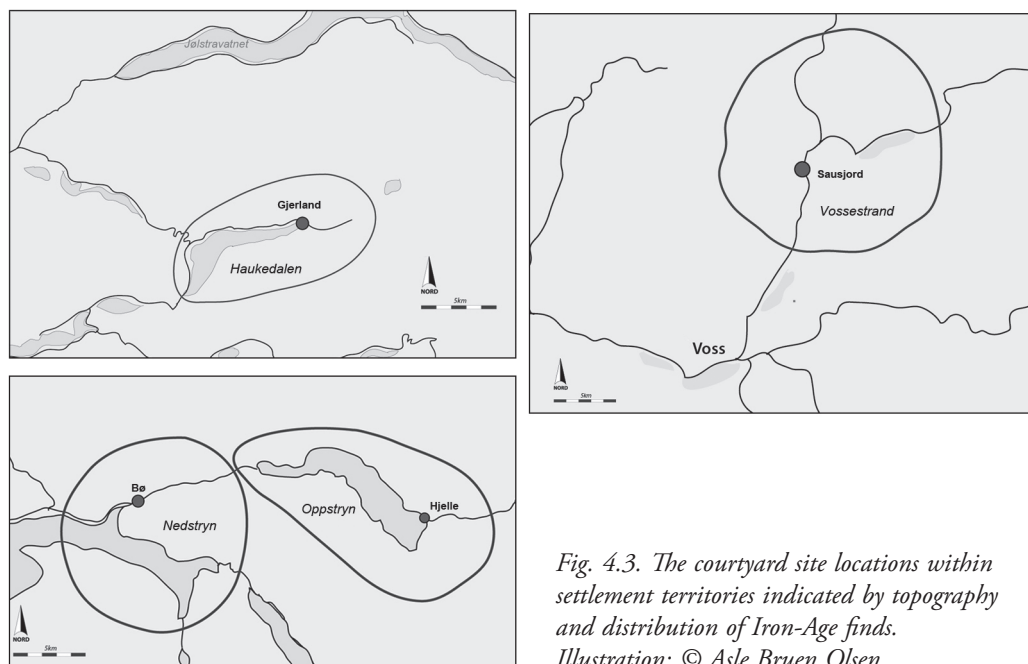 Jølstravatnet
Gjerland
Haukedalen
NORD
5km
Sausjord
Vossestrand
Voss
NORD
5km
Bø
Nedstryn
Oppstryn
Hjelle
NORD
5km
Fig. 4.3. The courtyard site locations within
settlement territories indicated by topography
and distribution of Iron-Age finds.
Illustration: © Asle Bruen Olsen